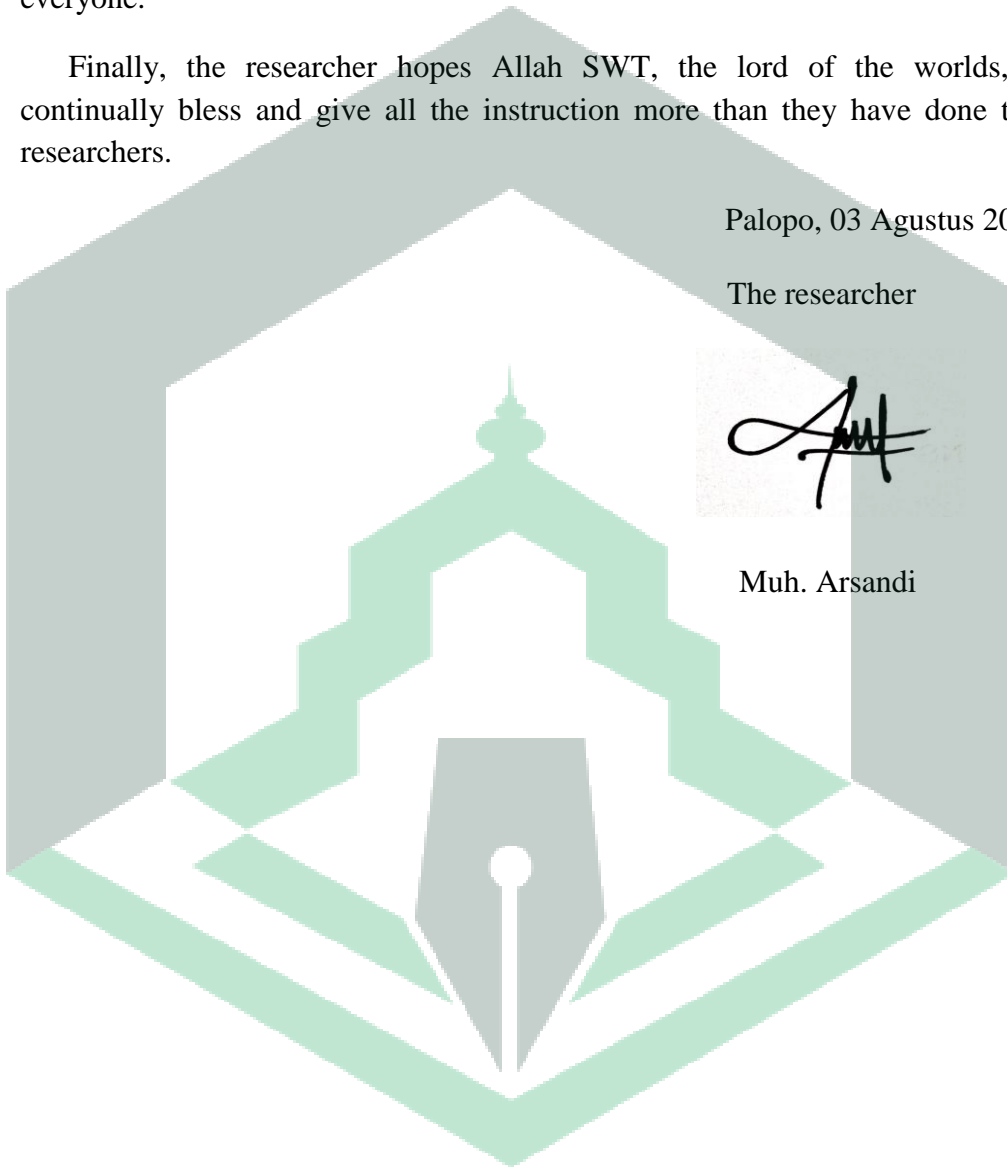 everyone.
Finally, the researcher hopes Allah SWT, the lord of the worlds,
continually bless and give all the instruction more than they have done
researchers.
Palopo, 03 Agustus
The researcher
Muh. Arsandi